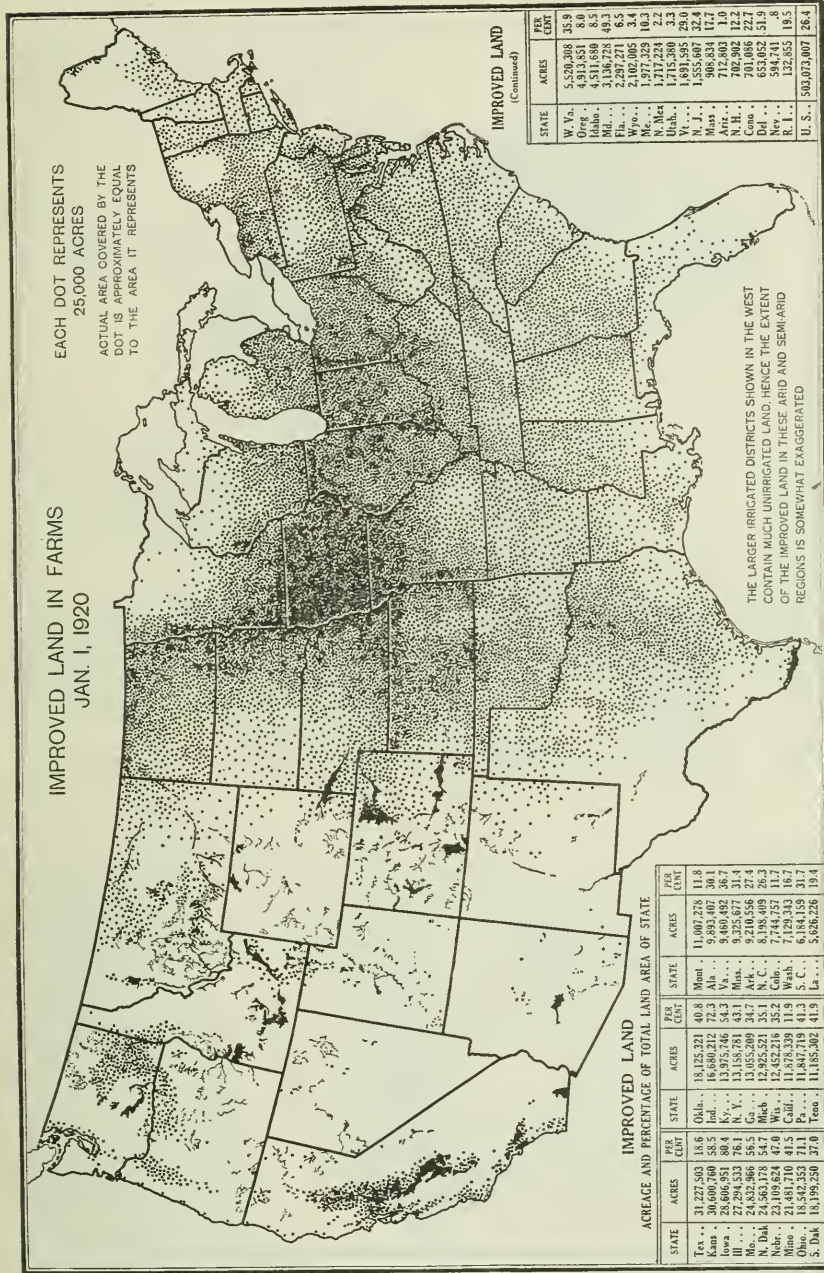 IMPROVED LAND IN FARMS
JAN. 1, 1920
EACH DOT REPRESENTS
25,000 ACRES
ACTUAL AREA COVERED BY THE
DOT IS APPROXIMATELY EQUAL
TO THE AREA IT REPRESENTS
THE LARGER IRRIGATED DISTRICTS SHOWN IN THE WEST
CONTAIN MUCH UNIRRIGATED LAND, HENCE THE EXTENT
OF THE IMPROVED LAND IN THESE ARID AND SEMI-ARID
REGIONS IS SOMEWHAT EXAGGERATED
IMPROVED LAND
ACREAGE AND PERCENTAGE OF TOTAL LAND AREA OF STATE
STATE ACRES PER CENT STATE ACRES PER CENT STATE ACRES PER CENT
Tex .. 31,227,503 18.6 Okla.. 18,125,321 40.8 Mont . 11,007,278 11.8
Kans . 30,600,760 58.5 Ind... 16,680,212 72.3 Ala ... 9,893,407 30.1
Iowa . 28,606,951 80.4 Ky... 13,975,746 54.3 Va ... 9,460,492 36.7
Ill ... 27,294,533 76.1 N. Y.. 13,158,781 43.1 Miss. 9,325,677 31.4
Mo... 24,832,966 56.5 Ga ... 13,055,209 34.7 Ark .. 9,210,556 27.4
N. Dak 24,563,178 54.7 Mich 12,925,521 35.1 N. C. 8,198,409 26.3
Nebr.. 23,109,624 47.0 Wis .. 12,452,216 35.2 Colo.. 7,744,757 11.7
Minn . 21,481,710 41.5 Calif. 11,878,339 11.9 Wash. 7,129,343 16.7
Ohio.. 18,542,353 71.1 Pa... 11,847,719 41.3 S. C.. 6,184,159 31.7
S. Dak 18,199,250 37.0 Tenn. 11,185,302 41.9 La ... 5,626,226 19.4
IMPROVED LAND
(Continued)
STATE ACRES PER CENT
W. Va. 5,520,308 35.9
Oreg .. 4,913,851 8.0
Idaho. 4,511,680 8.5
Md... 3,136,728 49.3
Fla... 2,297,271 6.5
Wyo.. 2,102,005 3.4
Me... 1,977,329 10.3
N. Mex 1,717,224 2.2
Utah.. 1,715,380 3.3
Vt ... 1,691,595 29.0
N. J... 1,555,607 32.4
Mass 908,834 17.7
Ariz.. 712,803 1.0
N. H.. 702,902 12.2
Conn. 701,086 22.7
Del... 653,052 51.9
Nev .. 594,741 .8
R. I.. 132,855 19.5
U. S.. 503,073,007 26.4